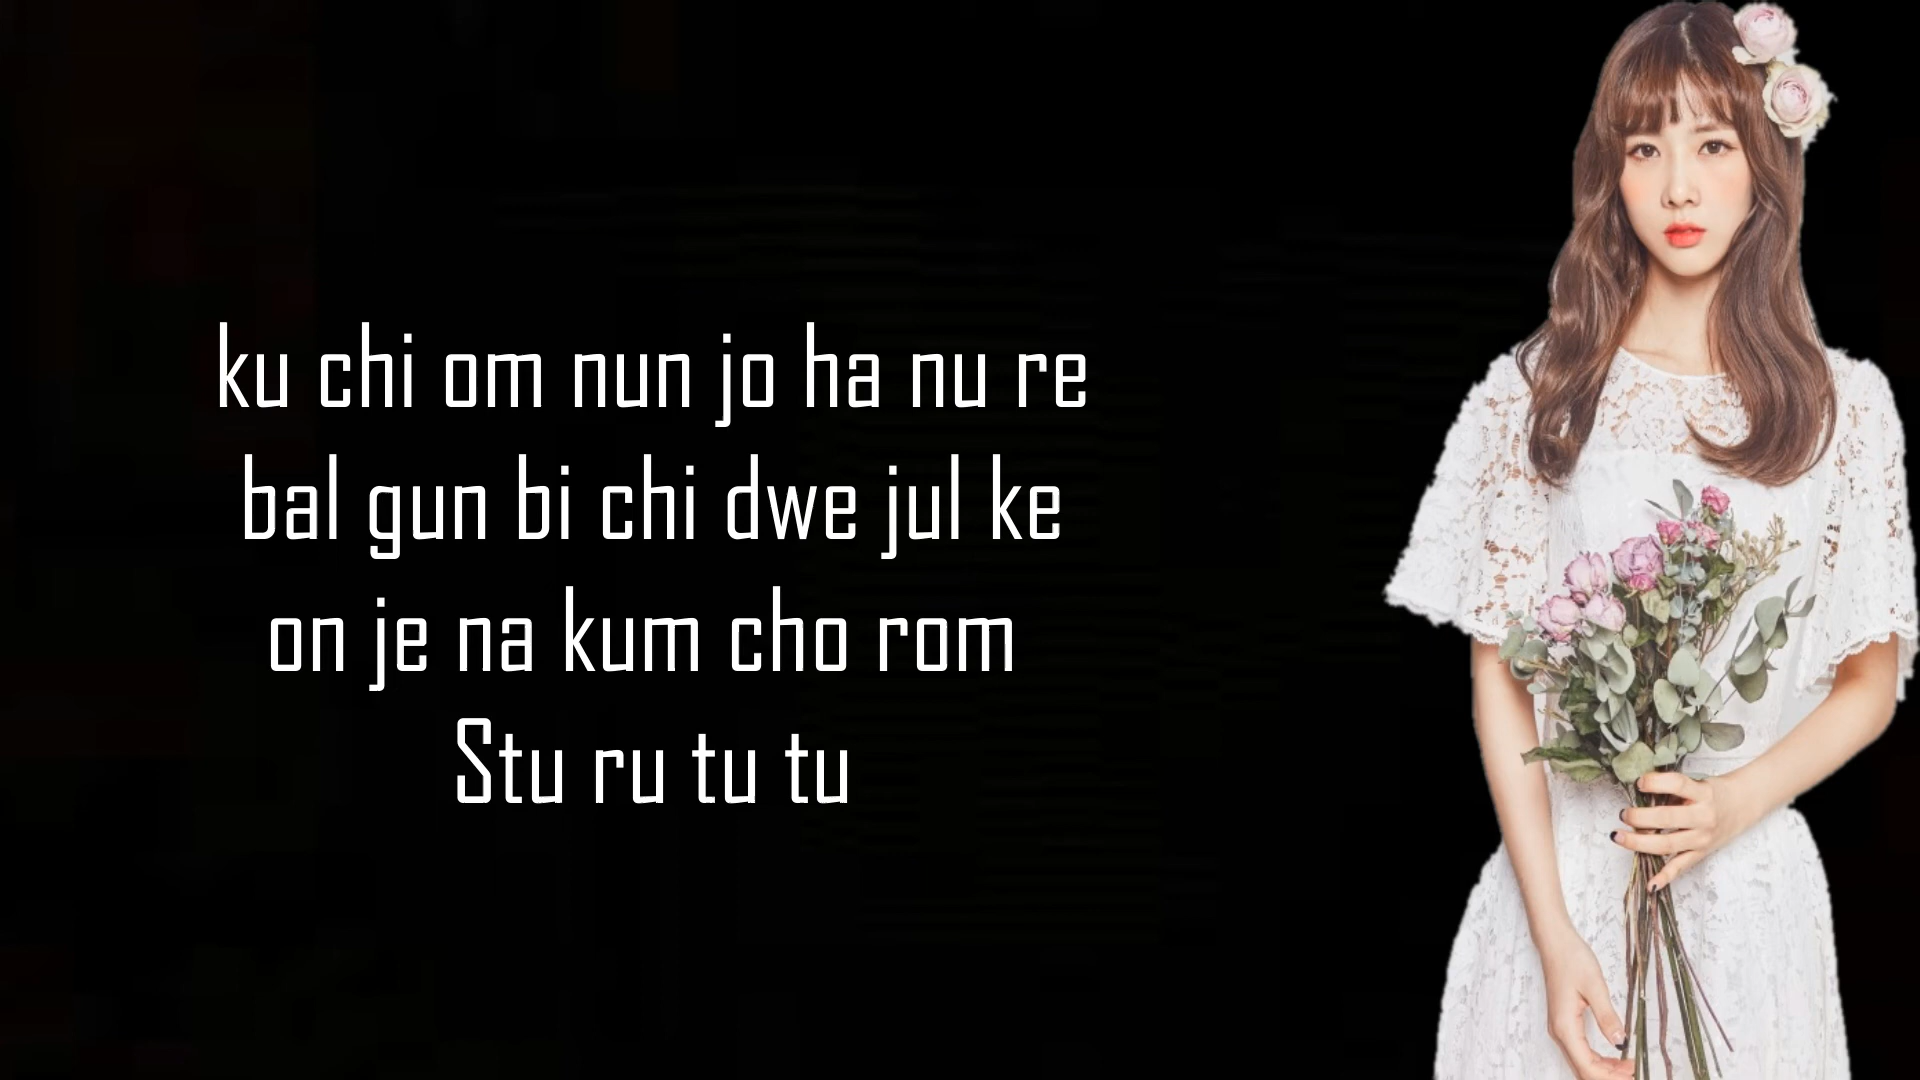 ku chi om nun jo ha nu re
bal gun bi chi dwe jul ke
on je na kum cho rom
Stu ru tu tu